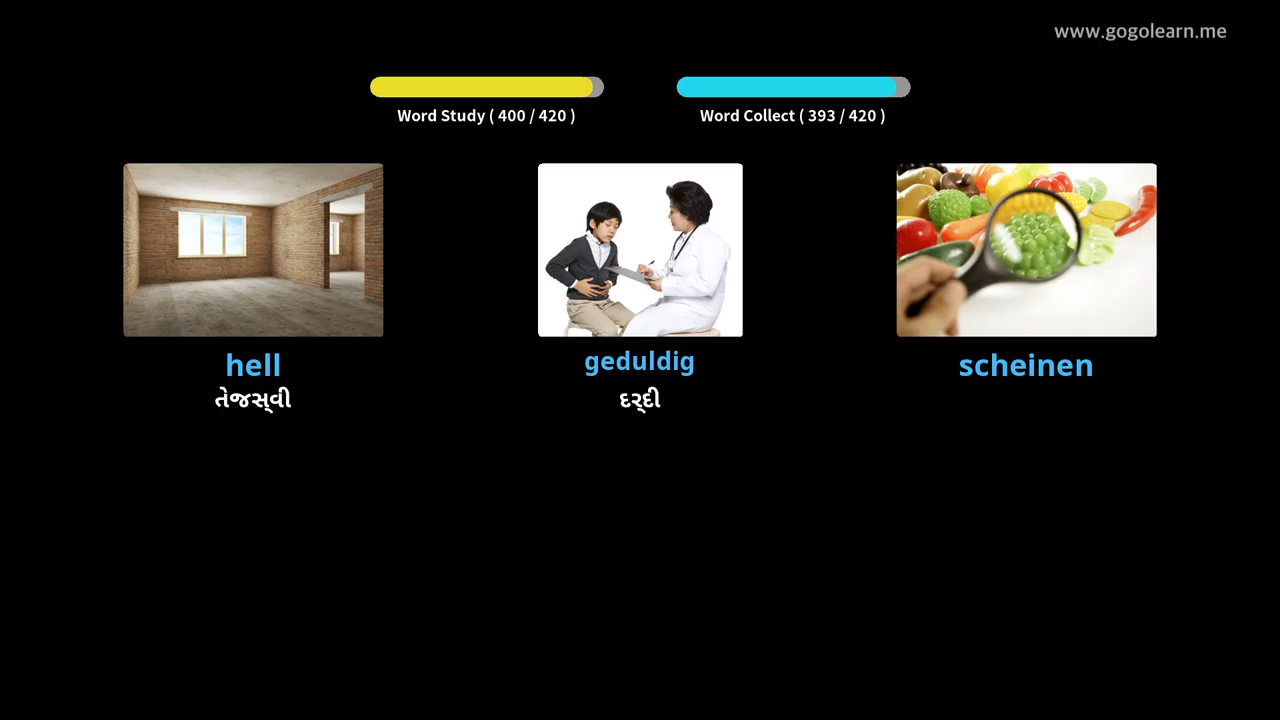 www.gogolearn.me
Word Study ( 400 / 420 )
Word Collect ( 393 / 420 )
hell
geduldig
scheinen
તેજસ્વી
દર્દી